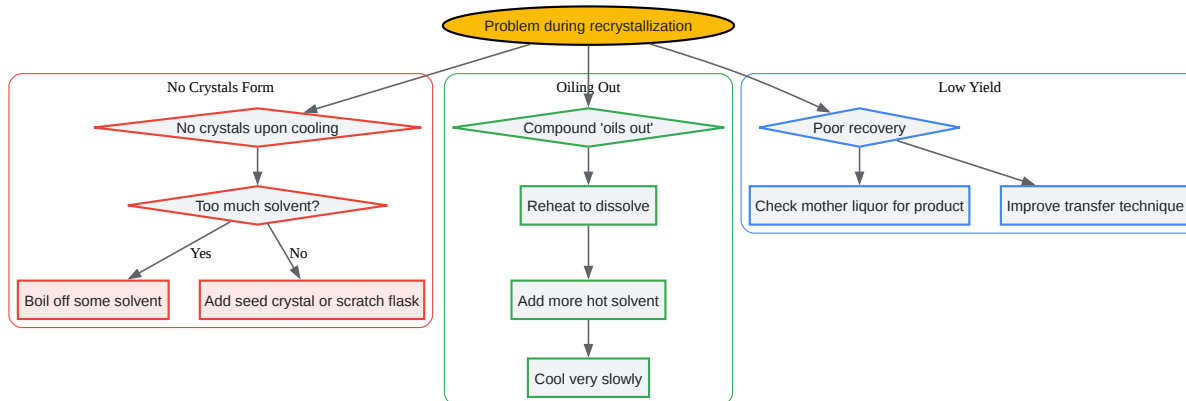 Problem during recrystallization
No Crystals Form
Oiling Out
Low Yield
No crystals upon cooling
Compound 'oils out'
Poor recovery
Too much solvent?
Reheat to dissolve
Check mother liquor for product
Improve transfer technique
Yes
No
Boil off some solvent
Add seed crystal or scratch flask
Add more hot solvent
Cool very slowly